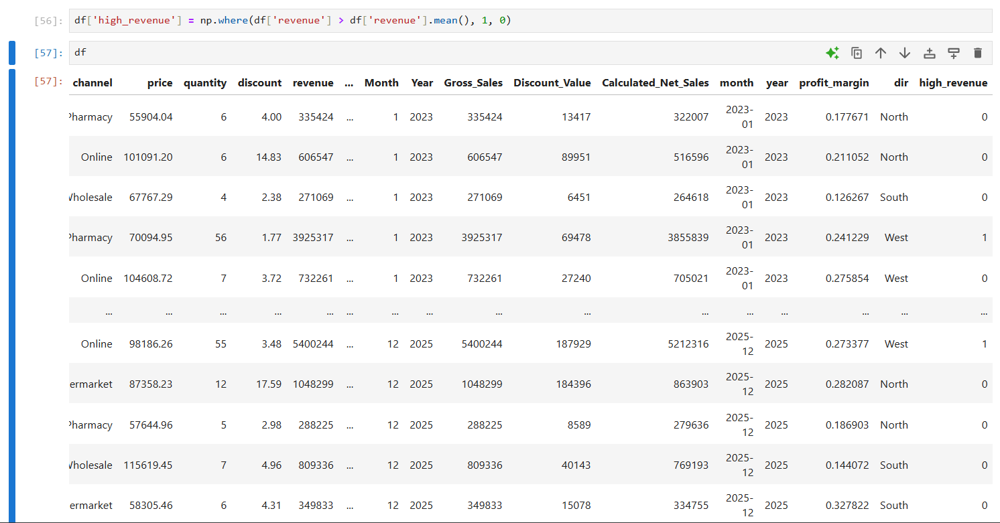 [56]: df['high_revenue'] = np.where(df['revenue'] > df['revenue'].mean(), 1, 0)
[57]: df
[57]: channel price quantity discount revenue ... Month Year Gross_Sales Discount_Value Calculated_Net_Sales month year profit_margin dir high_revenue
Pharmacy 55904.04 6 4.00 335424 ... 1 2023 335424 13417 322007 2023-01 2023 0.177671 North 0
Online 101091.20 6 14.83 606547 ... 1 2023 606547 89951 516596 2023-01 2023 0.211052 North 0
Wholesale 67767.29 4 2.38 271069 ... 1 2023 271069 6451 264618 2023-01 2023 0.126267 South 0
Pharmacy 70094.95 56 1.77 3925317 ... 1 2023 3925317 69478 3855839 2023-01 2023 0.241229 West 1
Online 104608.72 7 3.72 732261 ... 1 2023 732261 27240 705021 2023-01 2023 0.275854 West 0
... ... ... ... ... ... ... ... ... ... ... ... ... ... ... ...
Online 98186.26 55 3.48 5400244 ... 12 2025 5400244 187929 5212316 2025-12 2025 0.273377 West 1
ermarket 87358.23 12 17.59 1048299 ... 12 2025 1048299 184396 863903 2025-12 2025 0.282087 North 0
Pharmacy 57644.96 5 2.98 288225 ... 12 2025 288225 8589 279636 2025-12 2025 0.186903 North 0
Wholesale 115619.45 7 4.96 809336 ... 12 2025 809336 40143 769193 2025-12 2025 0.144072 South 0
ermarket 58305.46 6 4.31 349833 ... 12 2025 349833 15078 334755 2025-12 2025 0.327822 South 0